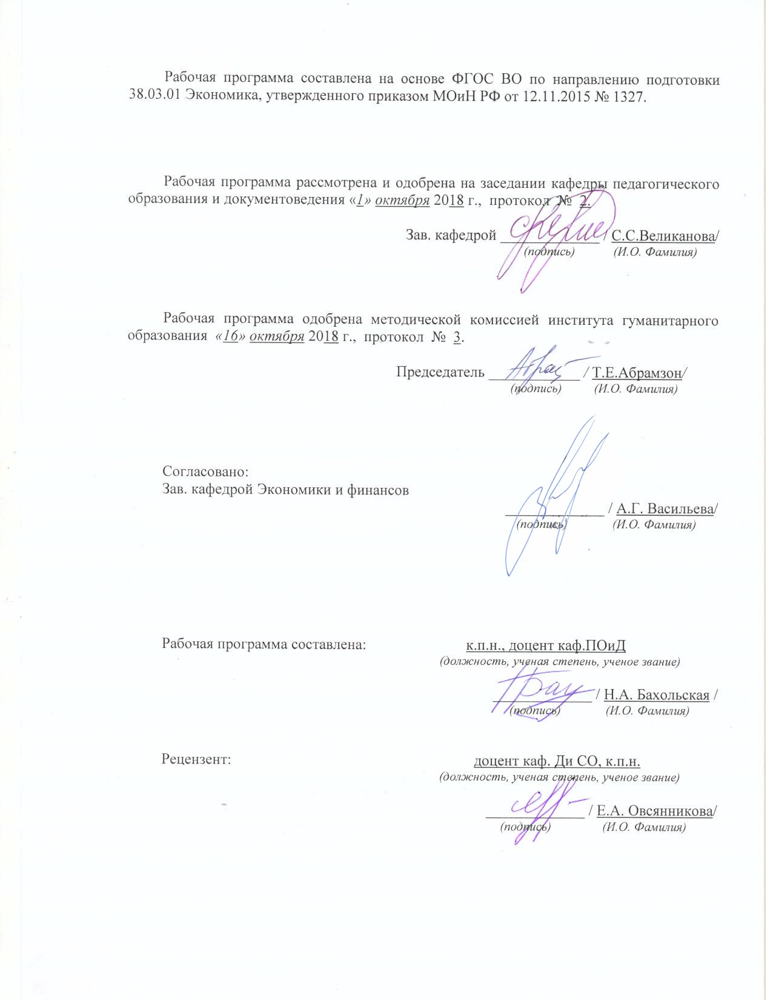 Рабочая программа составлена на основе ФГОС ВО по направлению подготовки
38.03.01 Экономика, утвержденного приказом МОиН РФ от 12.11.2015 № 1327.
Рабочая программа рассмотрена и одобрена на заседании кафедры педагогического
образования и документоведения «1» октября 2018 г., протокол № 2.
Зав. кафедрой _____________ / С.С.Великанова/
(подпись) (И.О. Фамилия)
Рабочая программа одобрена методической комиссией института гуманитарного
образования «16» октября 2018 г., протокол № 3.
Председатель ____________ / Т.Е.Абрамзон/
(подпись) (И.О. Фамилия)
Согласовано:
Зав. кафедрой Экономики и финансов
_____________ / А.Г. Васильева/
(подпись) (И.О. Фамилия)
Рабочая программа составлена: к.п.н., доцент каф.ПОиД
(должность, ученая степень, ученое звание)
_____________ / Н.А. Бахольская /
(подпись) (И.О. Фамилия)
Рецензент: доцент каф. Ди СО, к.п.н.
(должность, ученая степень, ученое звание)
_____________ / Е.А. Овсянникова/
(подпись) (И.О. Фамилия)